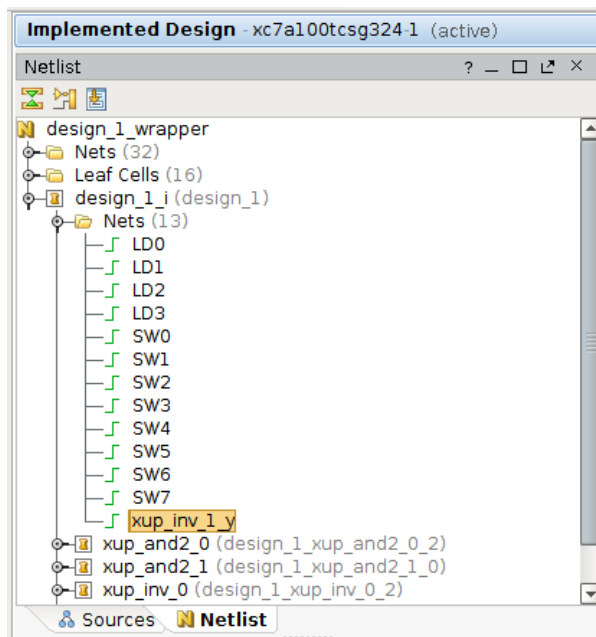 Implemented Design - xc7a100tcsg324-1 (active)
Netlist ?
design_1_wrapper
Nets (32)
Leaf Cells (16)
design_1_i (design_1)
Nets (13)
LD0
LD1
LD2
LD3
SW0
SW1
SW2
SW3
SW4
SW5
SW6
SW7
xup_inv_1_y
xup_and2_0 (design_1_xup_and2_0_2)
xup_and2_1 (design_1_xup_and2_1_0)
xup_inv_0 (design_1_xup_inv_0_2)
Sources Netlist